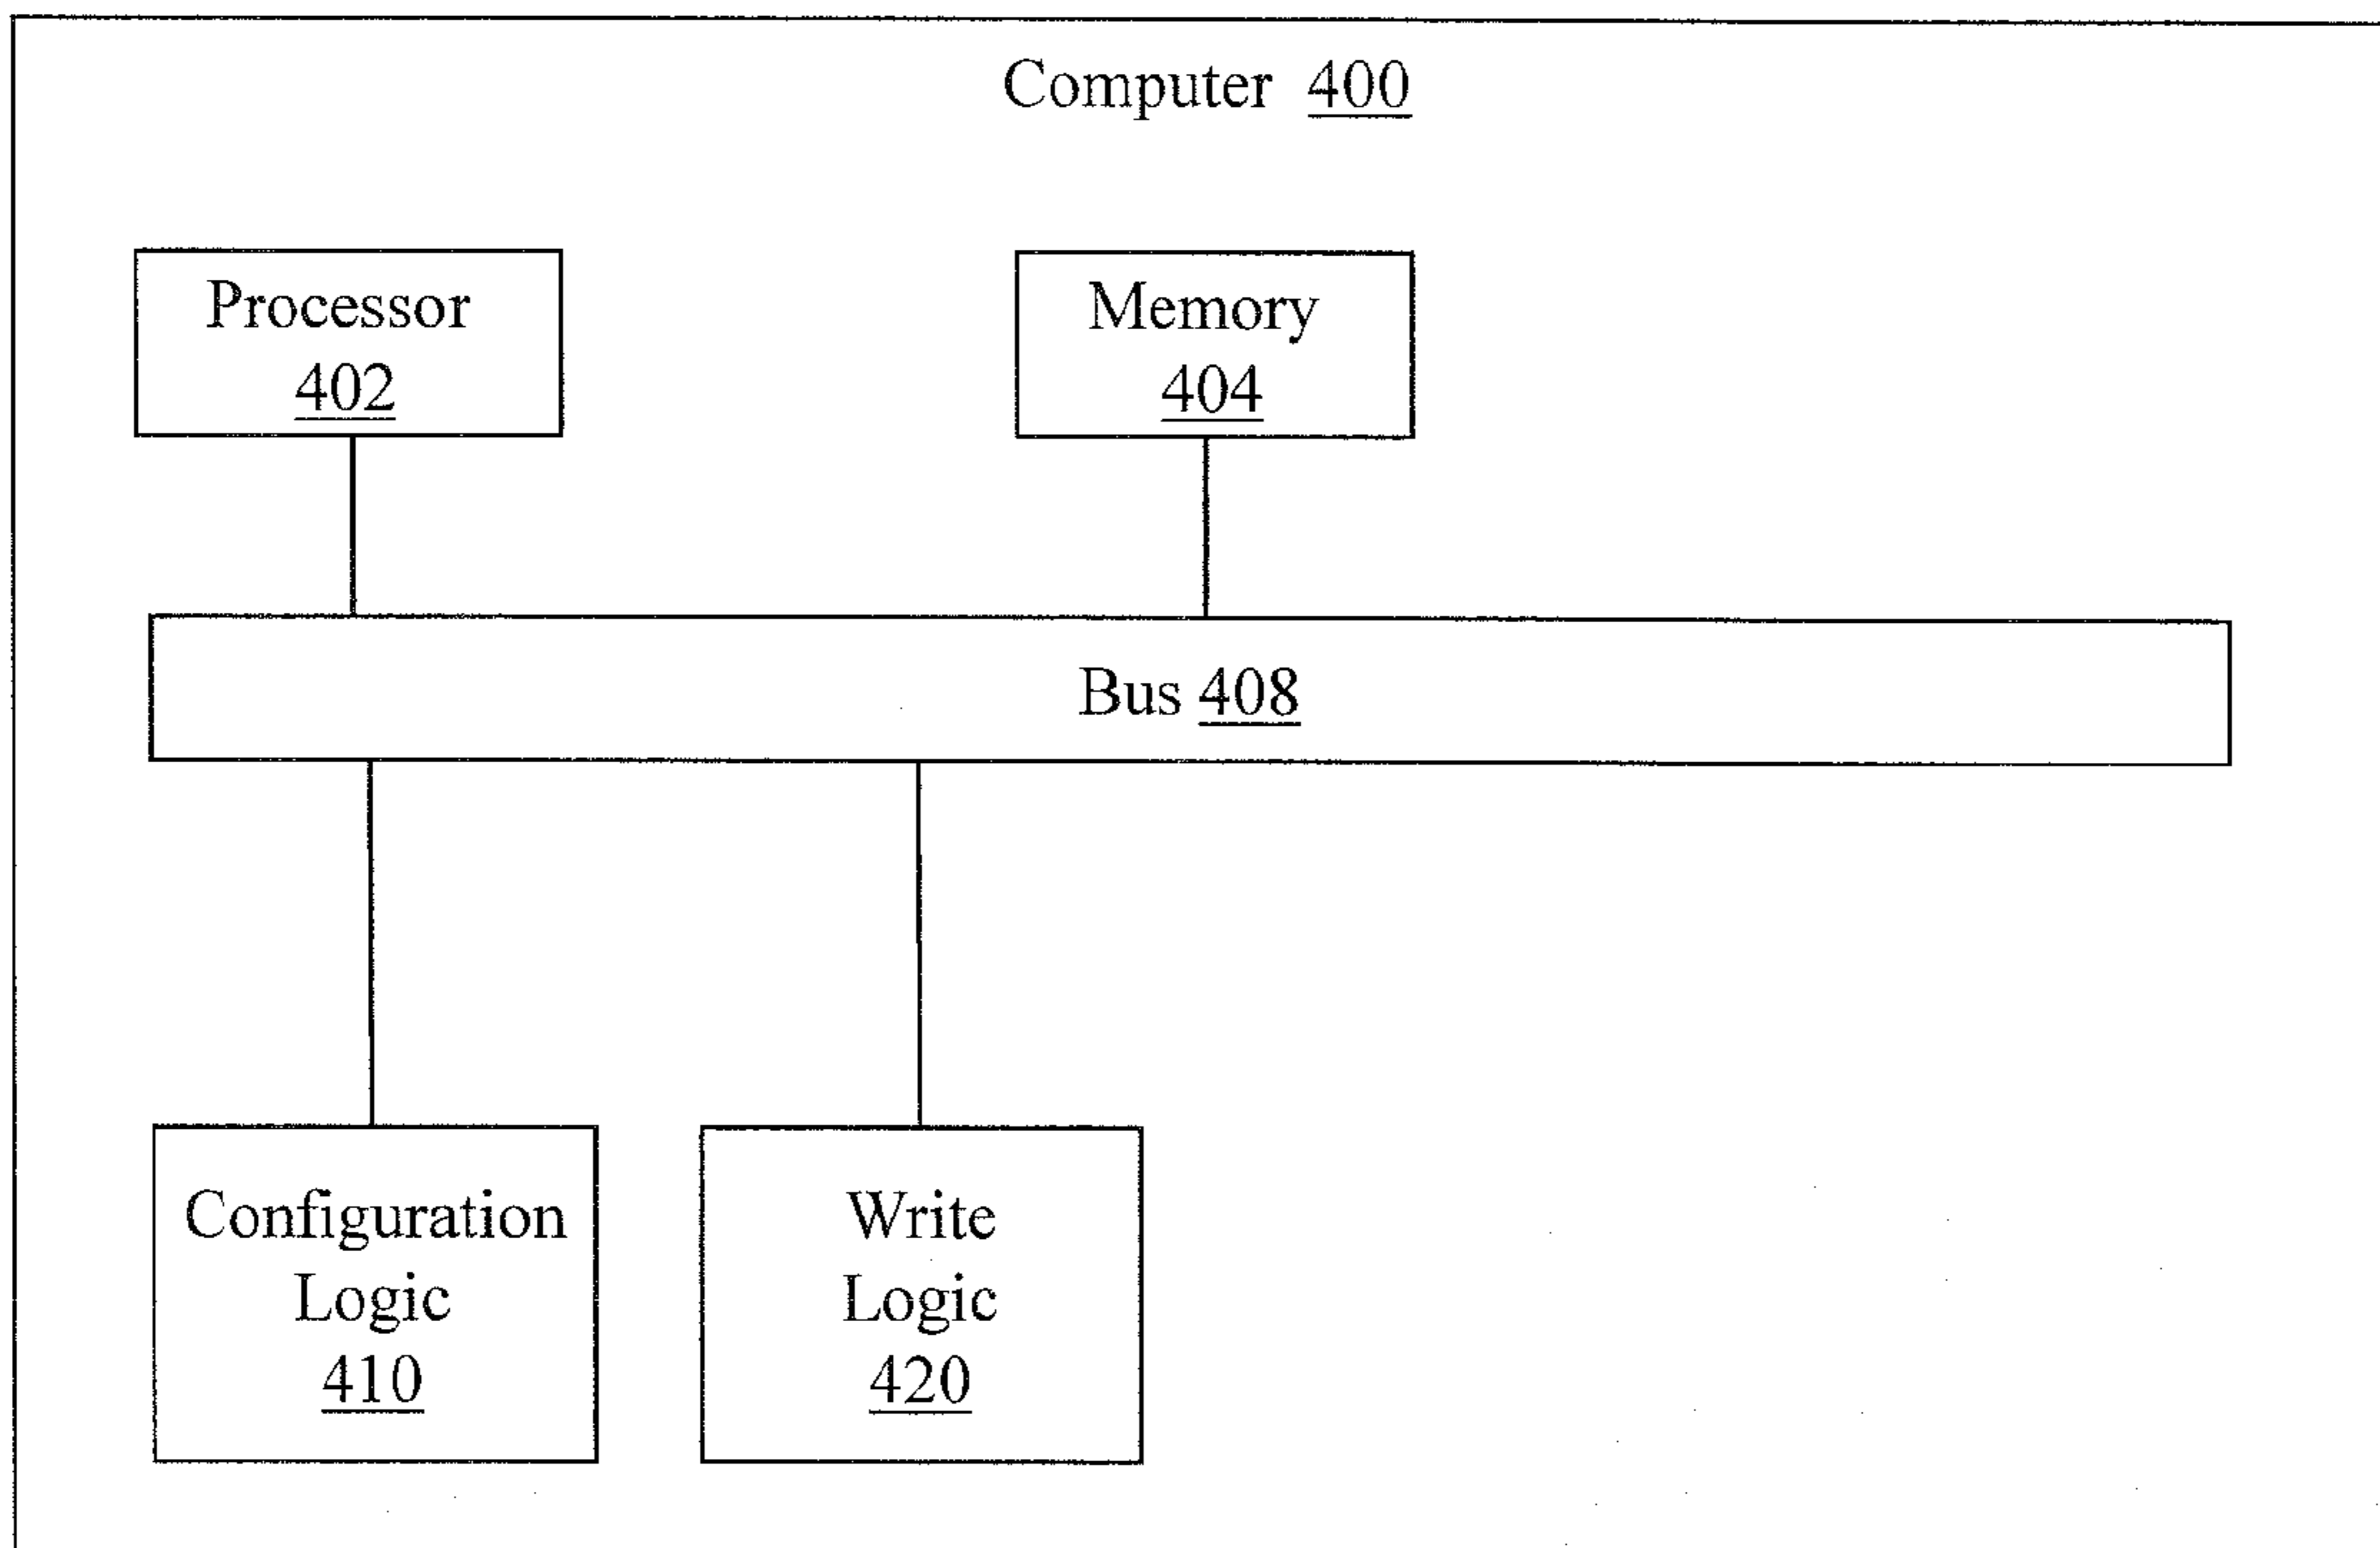 Computer 400
Processor
402
Memory
404
Bus 408
Configuration
Logic
410
Write
Logic
420